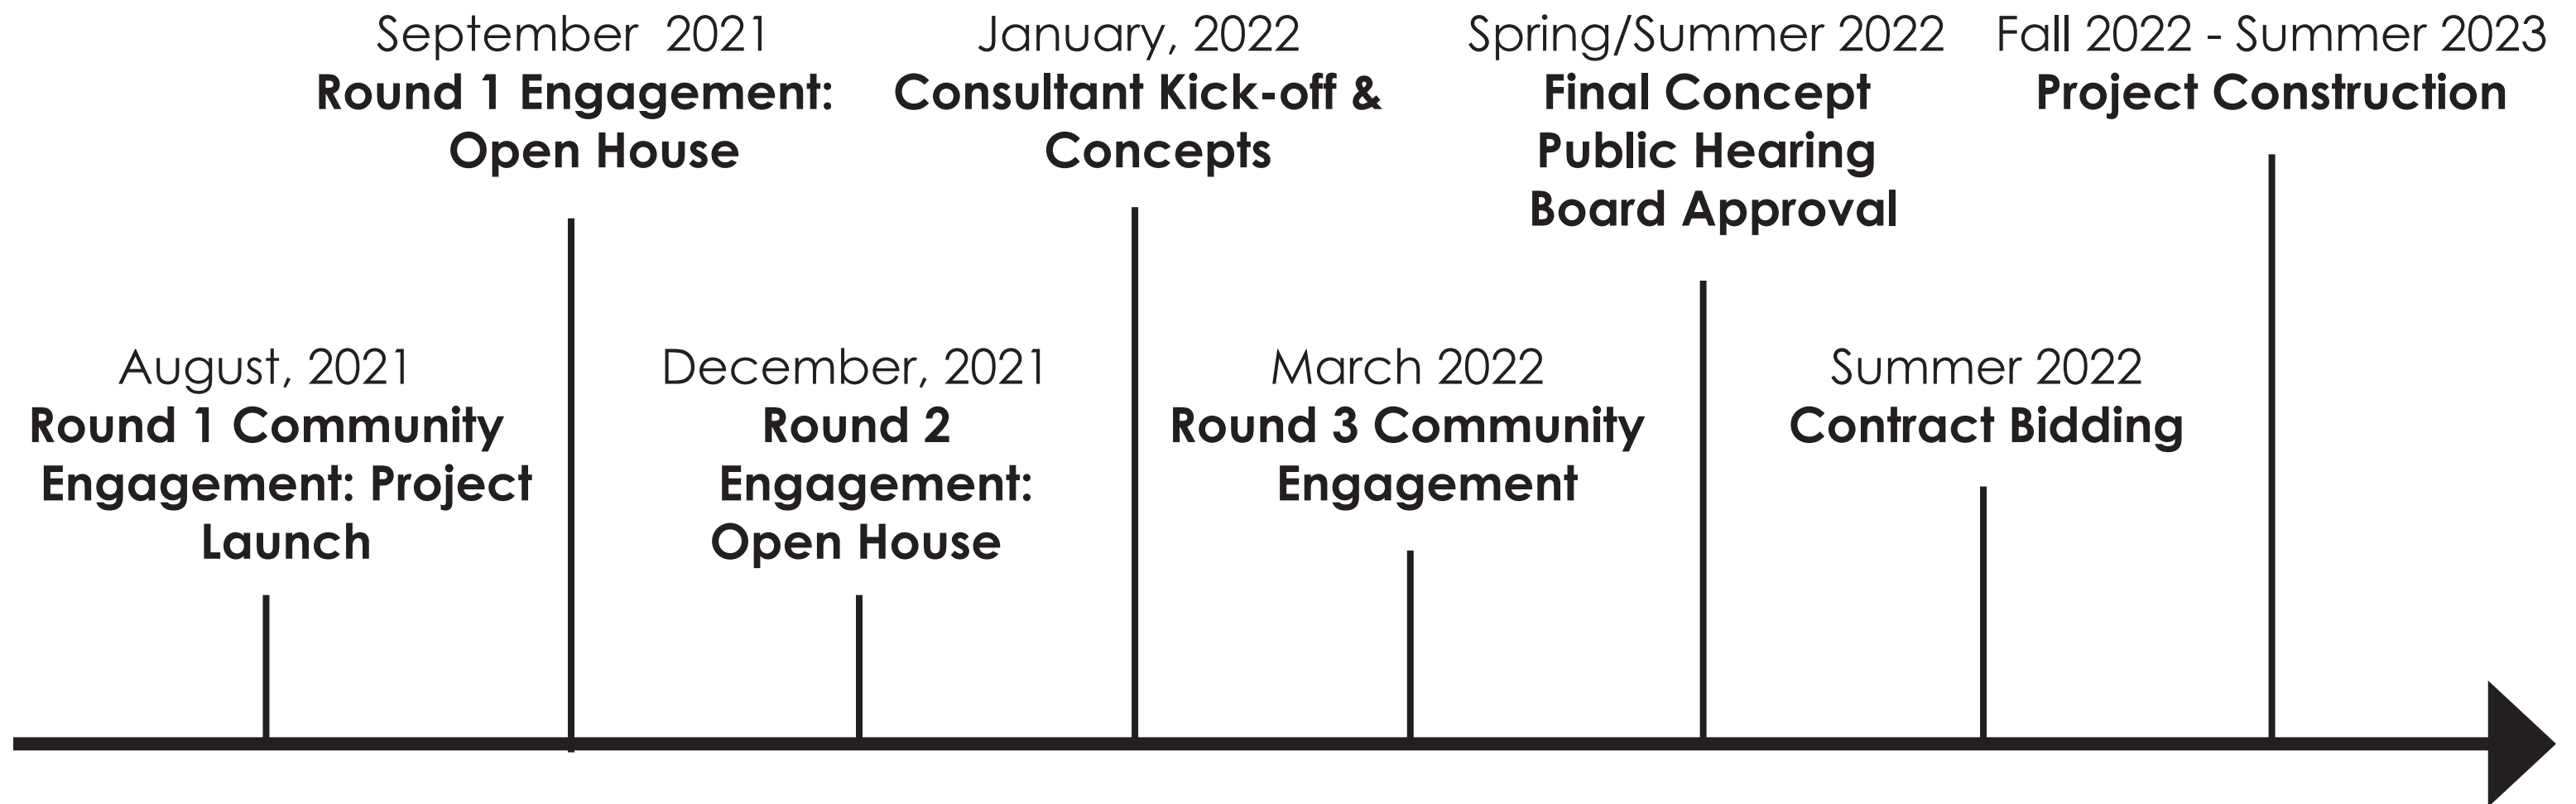 August, 2021
Round 1 Community
Engagement: Project
Launch
September  2021
Round 1 Engagement:
Open House
December, 2021
Round 2
Engagement:
Open House
January, 2022
Consultant Kick-off &
Concepts
March 2022
Round 3 Community
Engagement
Spring/Summer 2022
Final Concept
Public Hearing
Board Approval
Summer 2022
Contract Bidding
Fall 2022 - Summer 2023
Project Construction